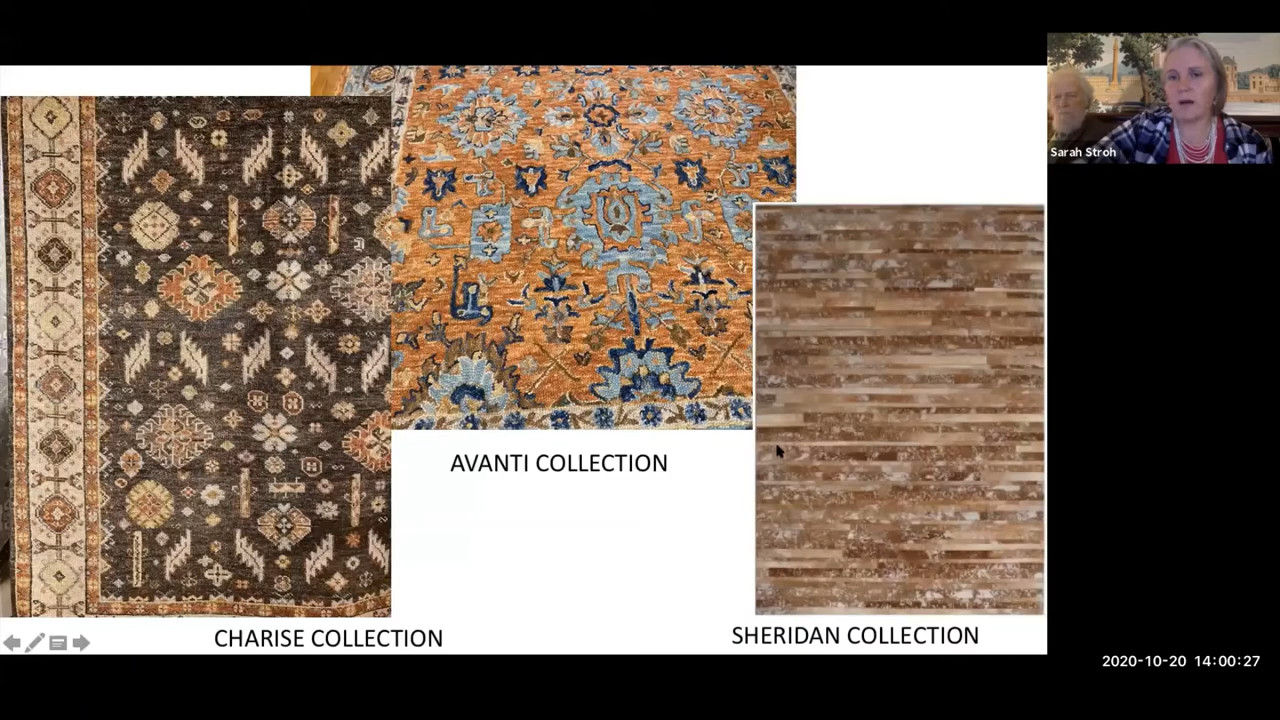 Sarah Stroh
AVANTI COLLECTION
CHARISE COLLECTION
SHERIDAN COLLECTION
2020-10-20 14:00:27